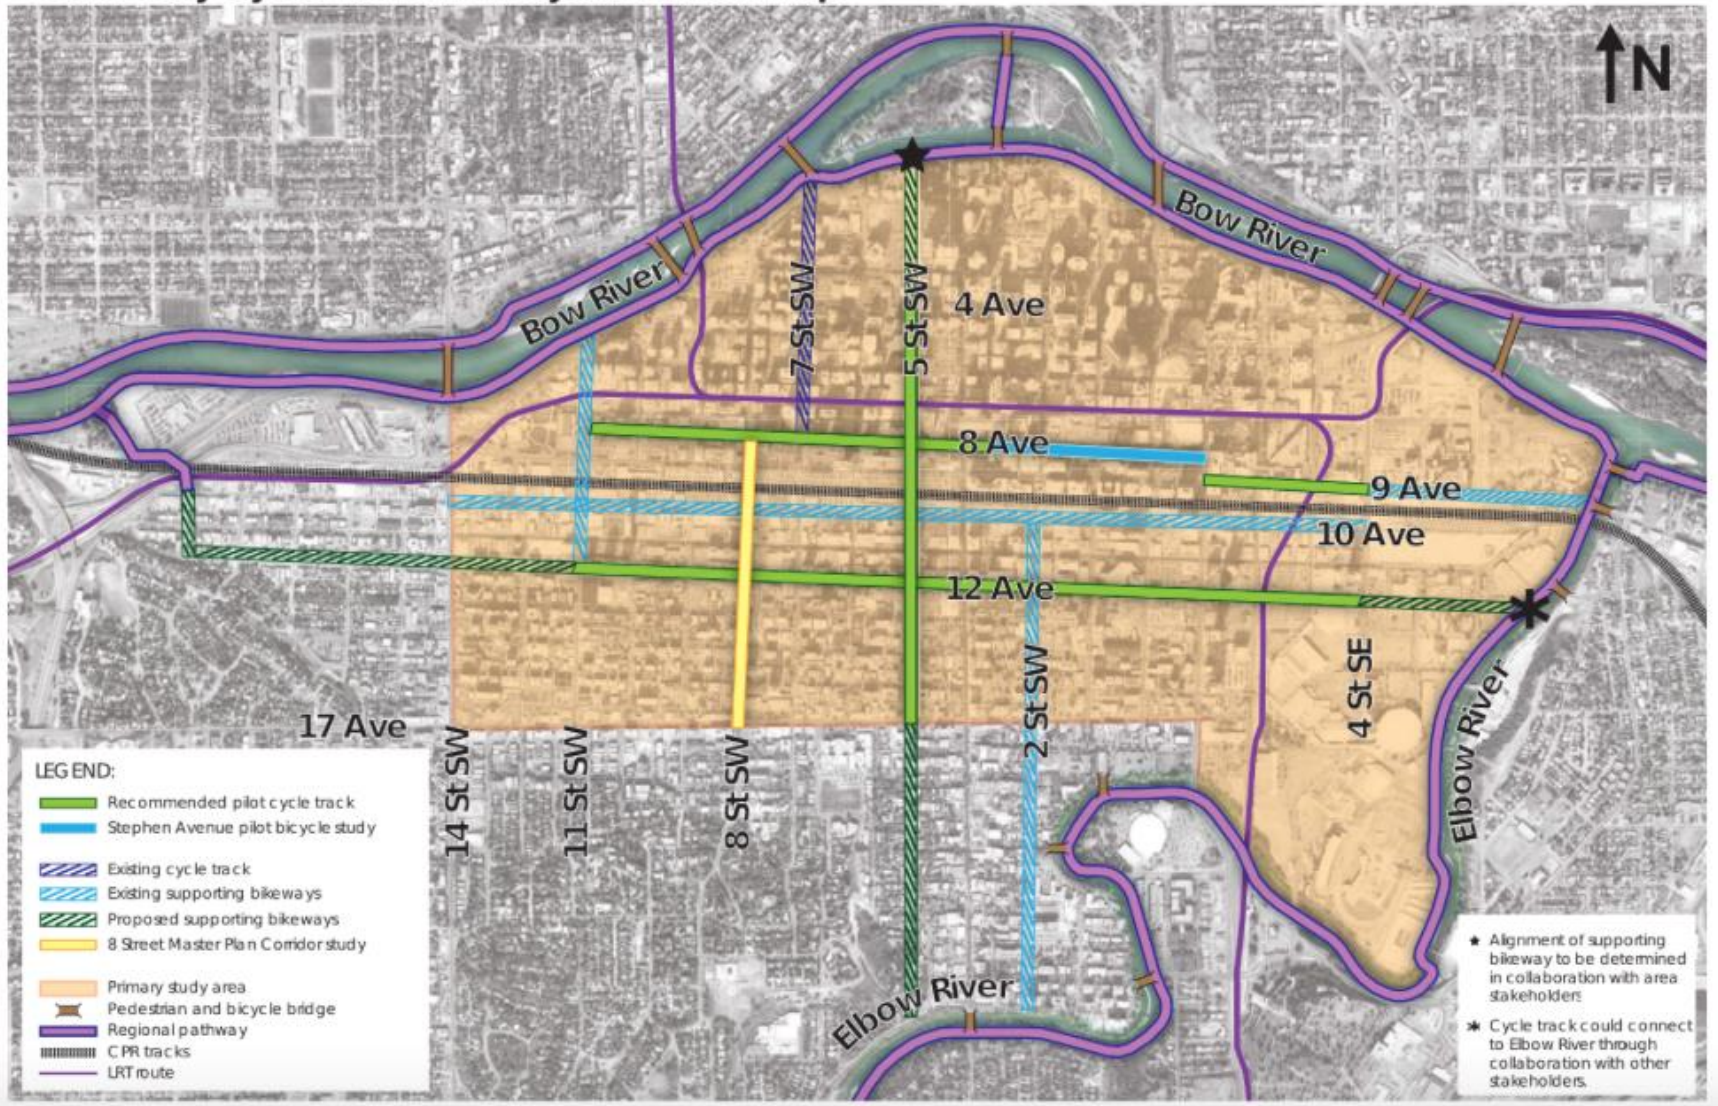 N
Bow River
Bow River
7 St SW
5 St SW
4 Ave
8 Ave
9 Ave
10 Ave
12 Ave
2 St SW
4 St SE
Elbow River
17 Ave
14 St SW
11 St SW
8 St SW
Elbow River
LEGEND:
Recommended pilot cycle track
Stephen Avenue pilot bicycle study
Existing cycle track
Existing supporting bikeways
Proposed supporting bikeways
8 Street Master Plan Corridor study
Primary study area
Pedestrian and bicycle bridge
Regional pathway
CPR tracks
LRT route
Alignment of supporting
bikeway to be determined
in collaboration with area
stakeholders
Cycle track could connect
to Elbow River through
collaboration with other
stakeholders.